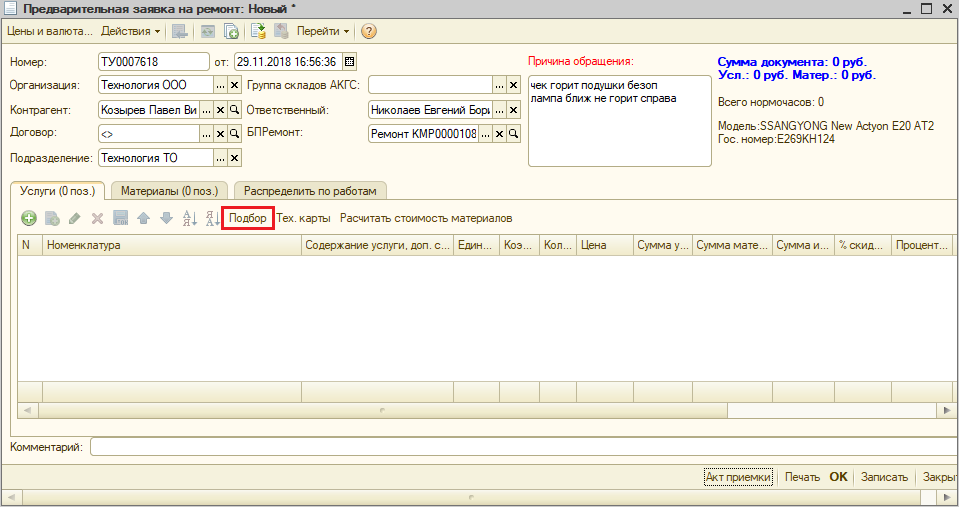 Предварительная заявка на ремонт: Новый *
Цены и валюта... Действия Перейти
Номер: ТУ0007618 от: 29.11.2018 16:56:36
Организация: Технология ООО ... x Группа складов АКГС: ... x
Контрагент: Козырев Павел Ви ... x Ответственный: Николаев Евгений Бори ... x
Договор: <> ... x БПРемонт: Ремонт КМР0000108 ... x
Подразделение: Технология ТО ... x
Причина обращения:
чек горит подушки безоп
лампа ближ не горит справа
Сумма документа: 0 руб.
Усл.: 0 руб. Матер.: 0 руб.
Всего нормочасов: 0
Модель:SSANGYONG New Actyon E20 AT2
Гос. номер:E269KH124
Услуги (0 поз.) Материалы (0 поз.) Распределить по работам
Подбор Тех. карты Расчитать стоимость материалов
N Номенклатура Содержание услуги, доп. с... Един... Коэ... Кол... Цена Сумма у... Сумма мате... Сумма и... % скид... Процент...
Комментарий:
Акт приемки Печать OK Записать Закрыт